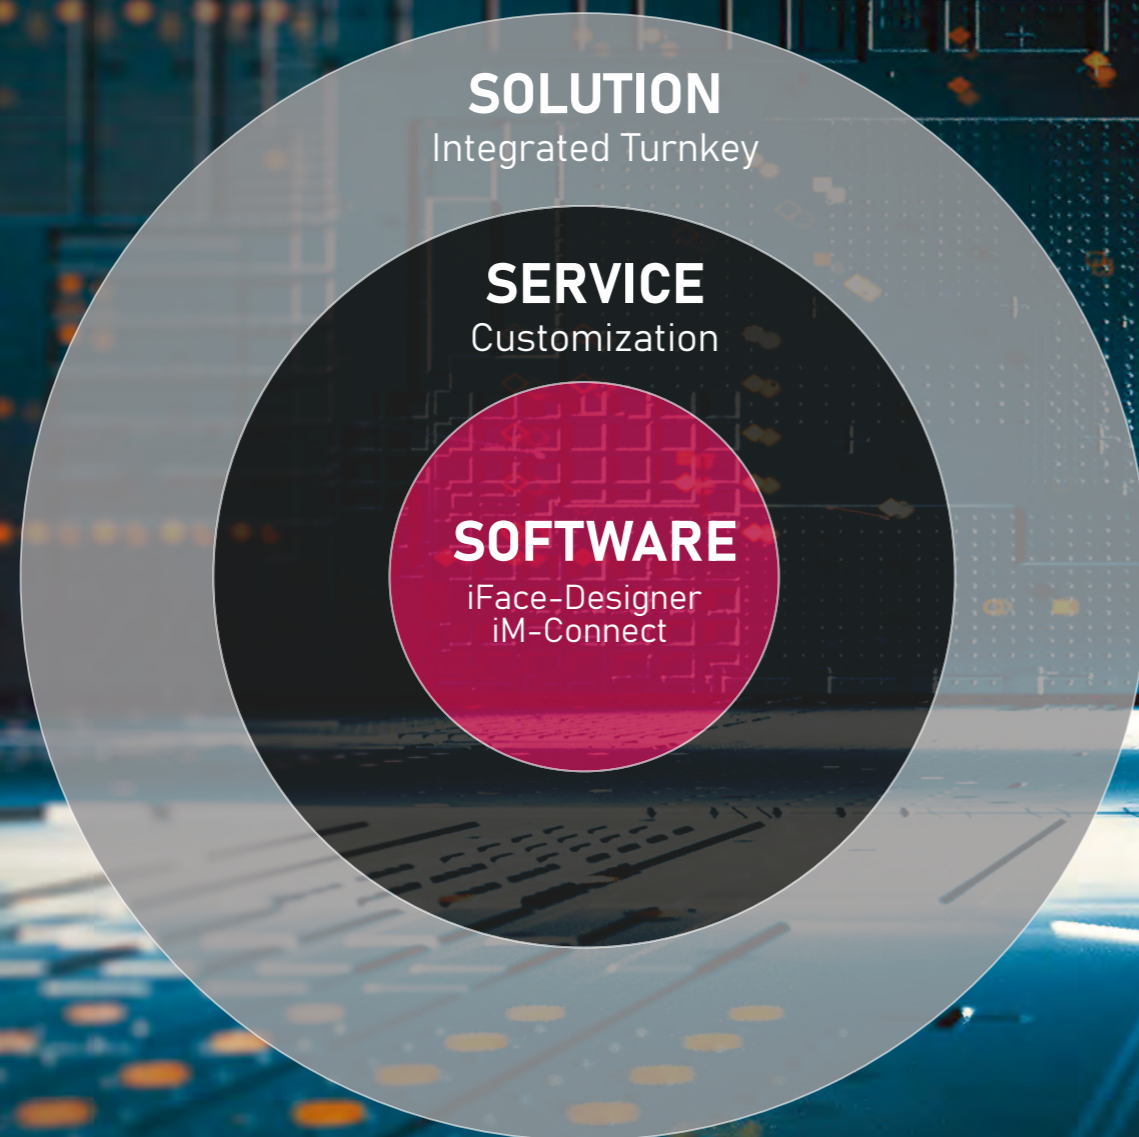 SOLUTION
Integrated Turnkey
SERVICE
Customization
SOFTWARE
iFace-Designer
iM-Connect